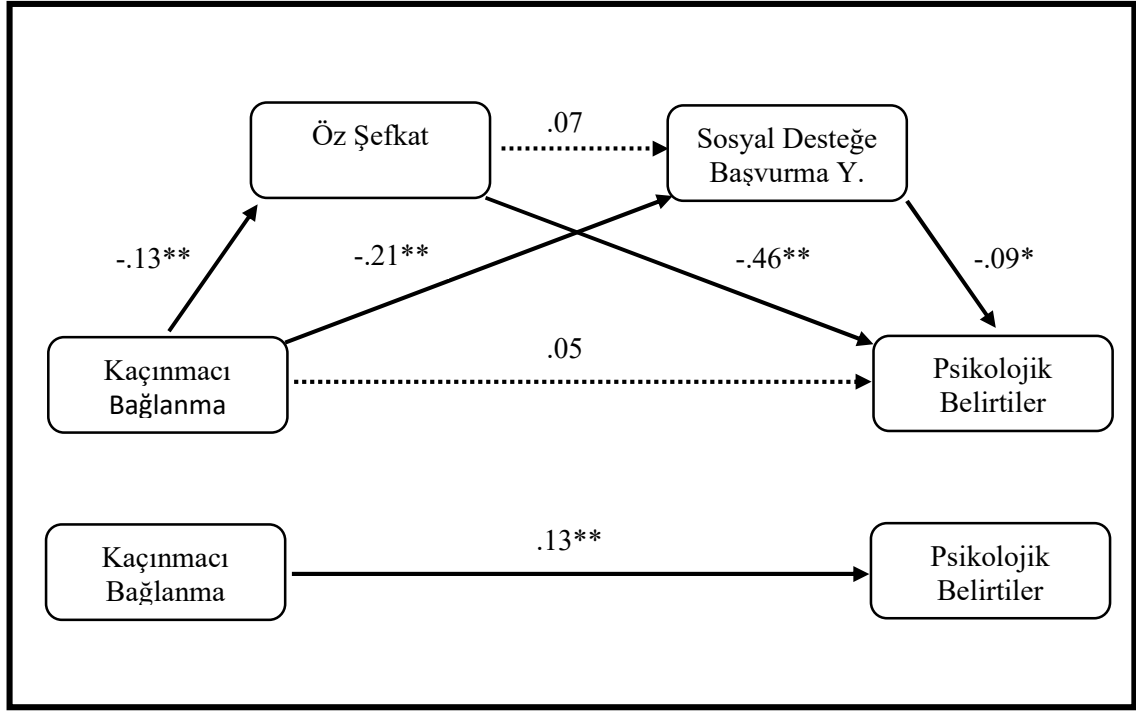 Öz Şefkat
.07
Sosyal Desteğe
Başvurma Y.
-.13**
-.21**
-.46**
-.09*
Kaçınmacı
Bağlanma
.05
Psikolojik
Belirtiler
Kaçınmacı
Bağlanma
.13**
Psikolojik
Belirtiler